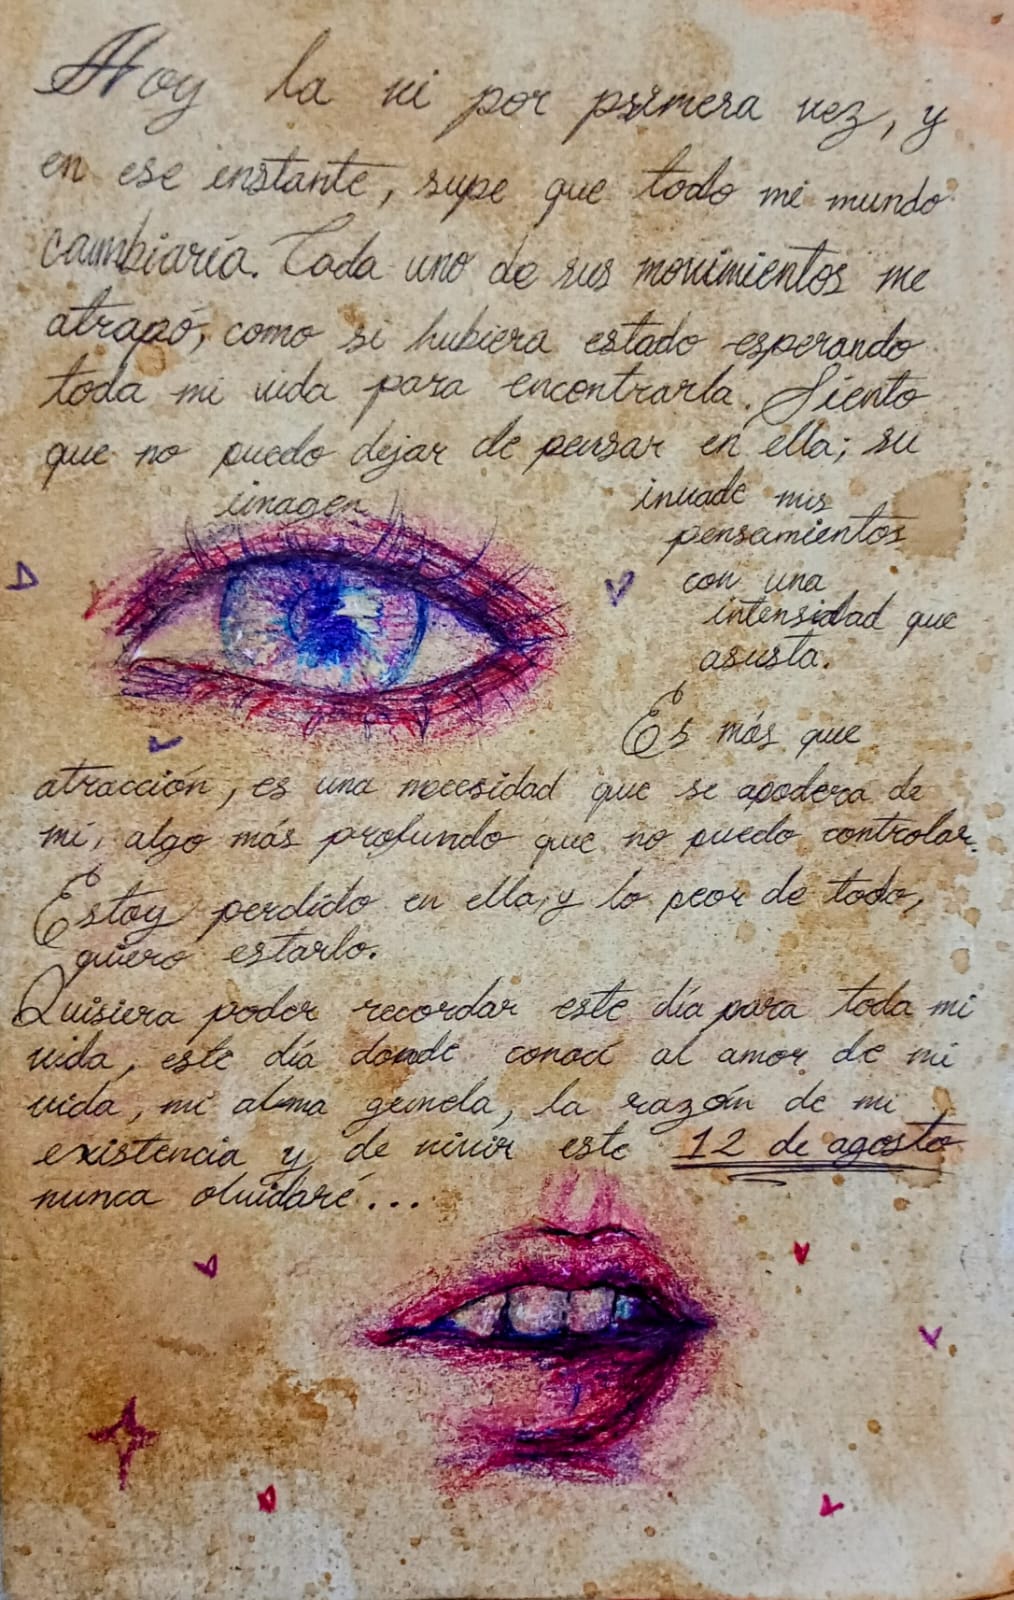 Hoy la vi por primera vez, y
en ese instante, supe que todo mi mundo
cambiaría. Cada uno de sus movimientos me
atrapó, como si hubiera estado esperando
toda mi vida para encontrarla. Siento
que no puedo dejar de pensar en ella; su
imagen invade mis
pensamientos
con una
intensidad que
asusta.
Es más que
atracción, es una necesidad que se apodera de
mí, algo más profundo que no puedo controlar.
Estoy perdido en ella, y lo peor de todo,
quiero estarlo.
Quisiera poder recordar este día para toda mi
vida, este día donde conocí al amor de mi
vida, mi alma gemela, la razón de mi
existencia y de vivir este 12 de agosto
nunca olvidaré...